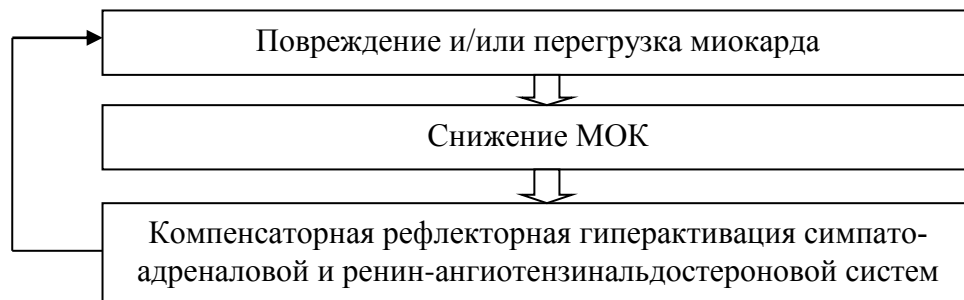 Повреждение и/или перегрузка миокарда
Снижение МОК
Компенсаторная рефлекторная гиперактивация симпато-
адреналовой и ренин-ангиотензинальдостероновой систем